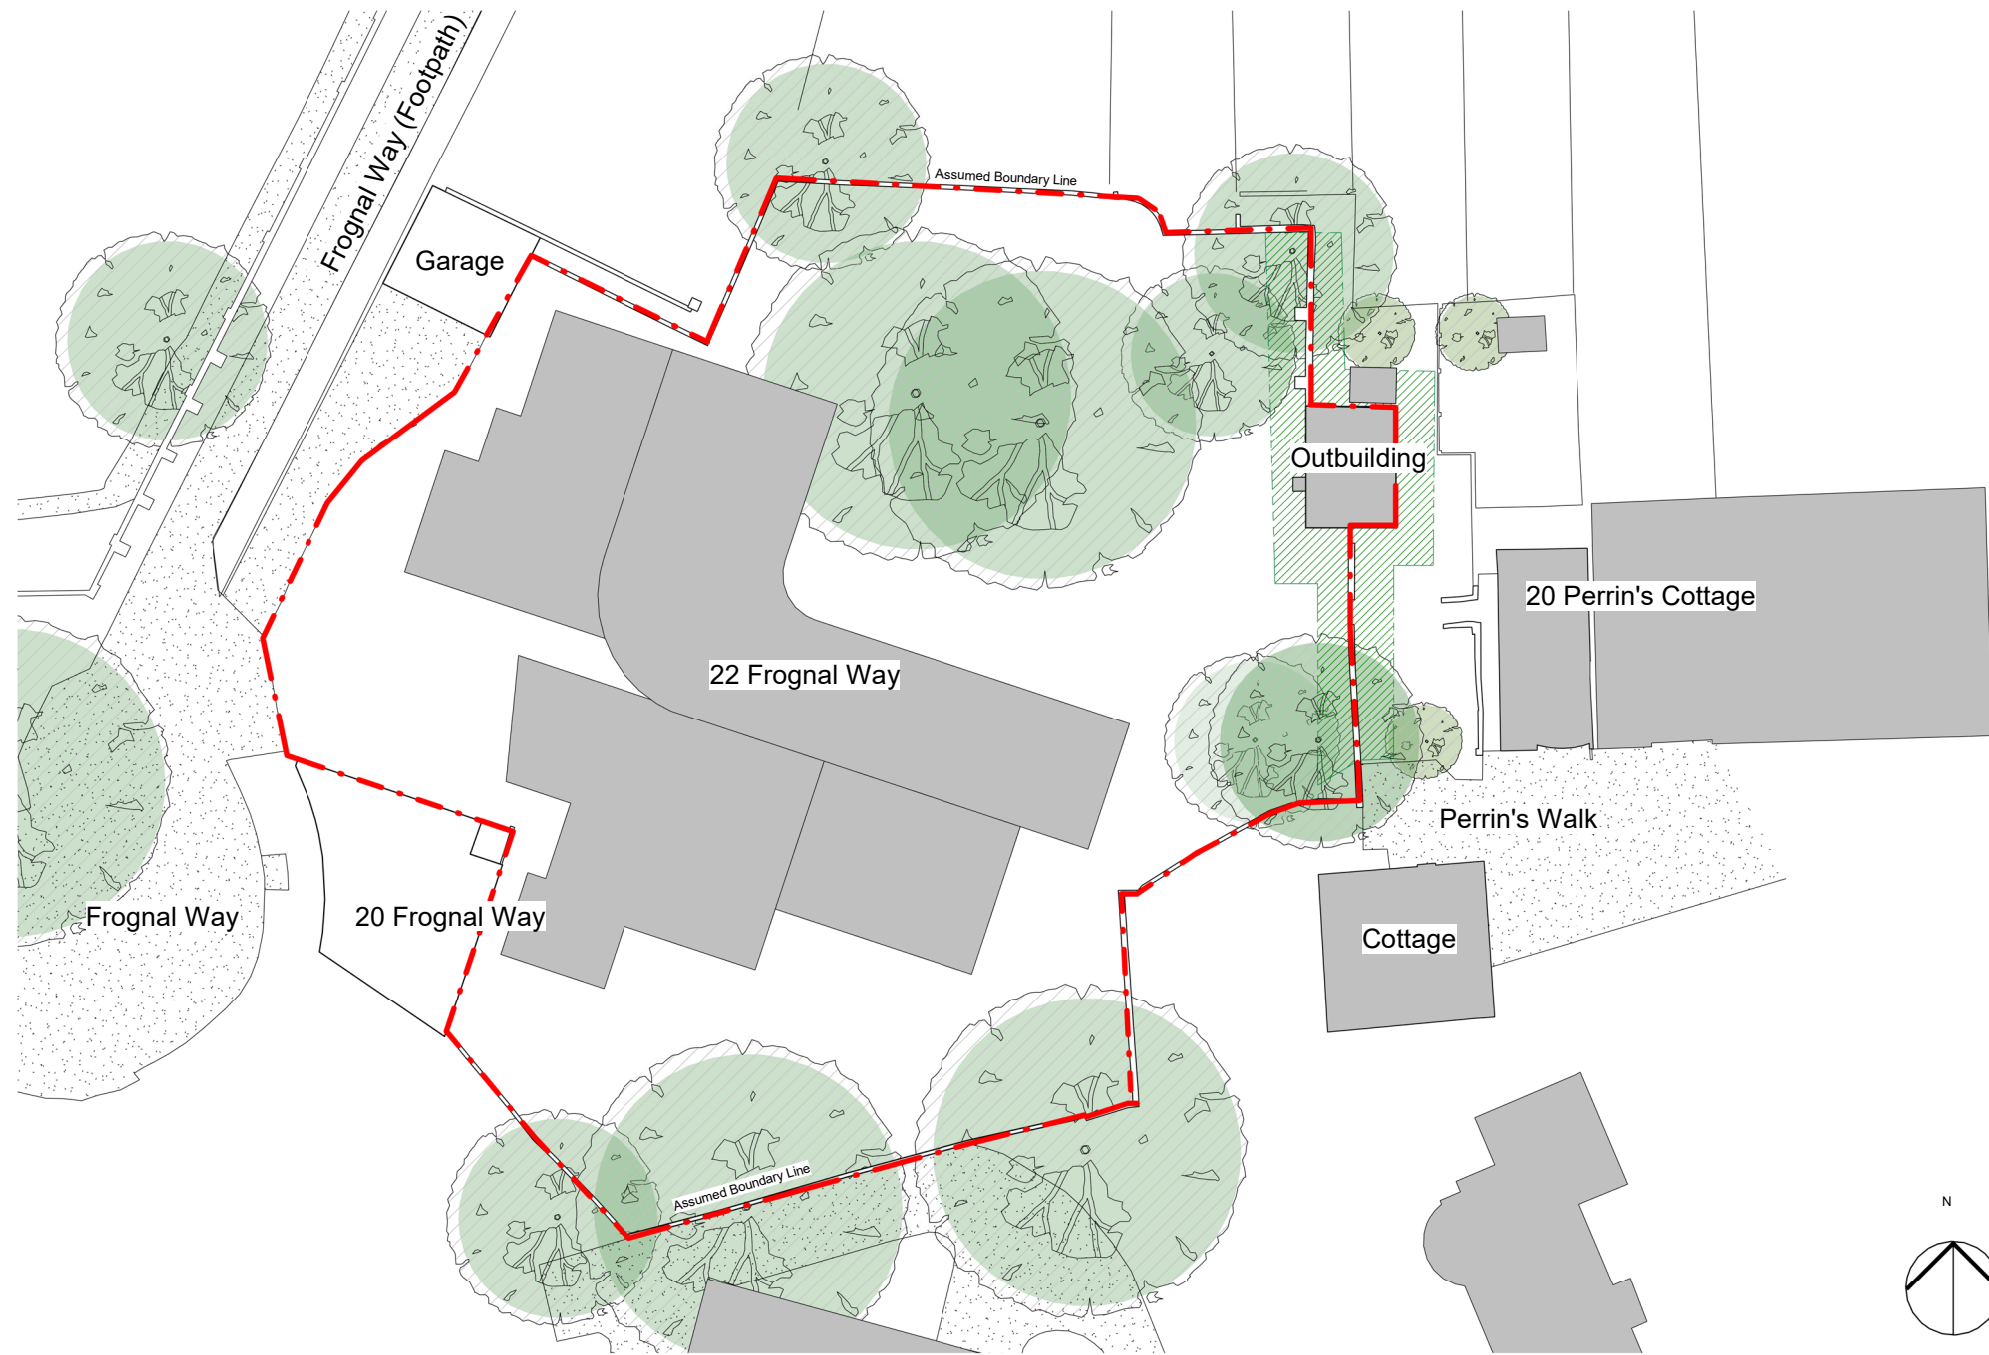 Frognal Way (Footpath)
Assumed Boundary Line
Garage
Outbuilding
20 Perrin's Cottage
22 Frognal Way
Perrin's Walk
Frognal Way
20 Frognal Way
Cottage
Assumed Boundary Line
N